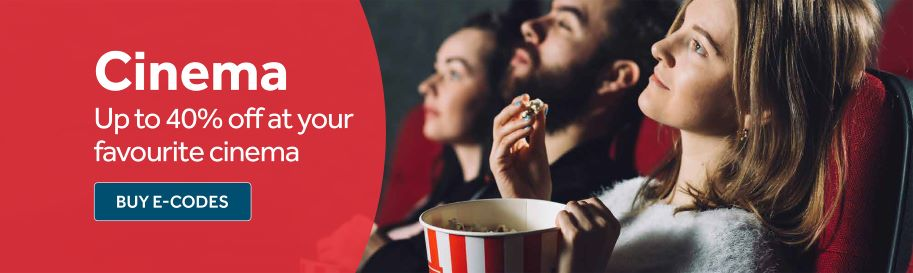 Cinema
Up to 40% off at your
favourite cinema
BUY E-CODES